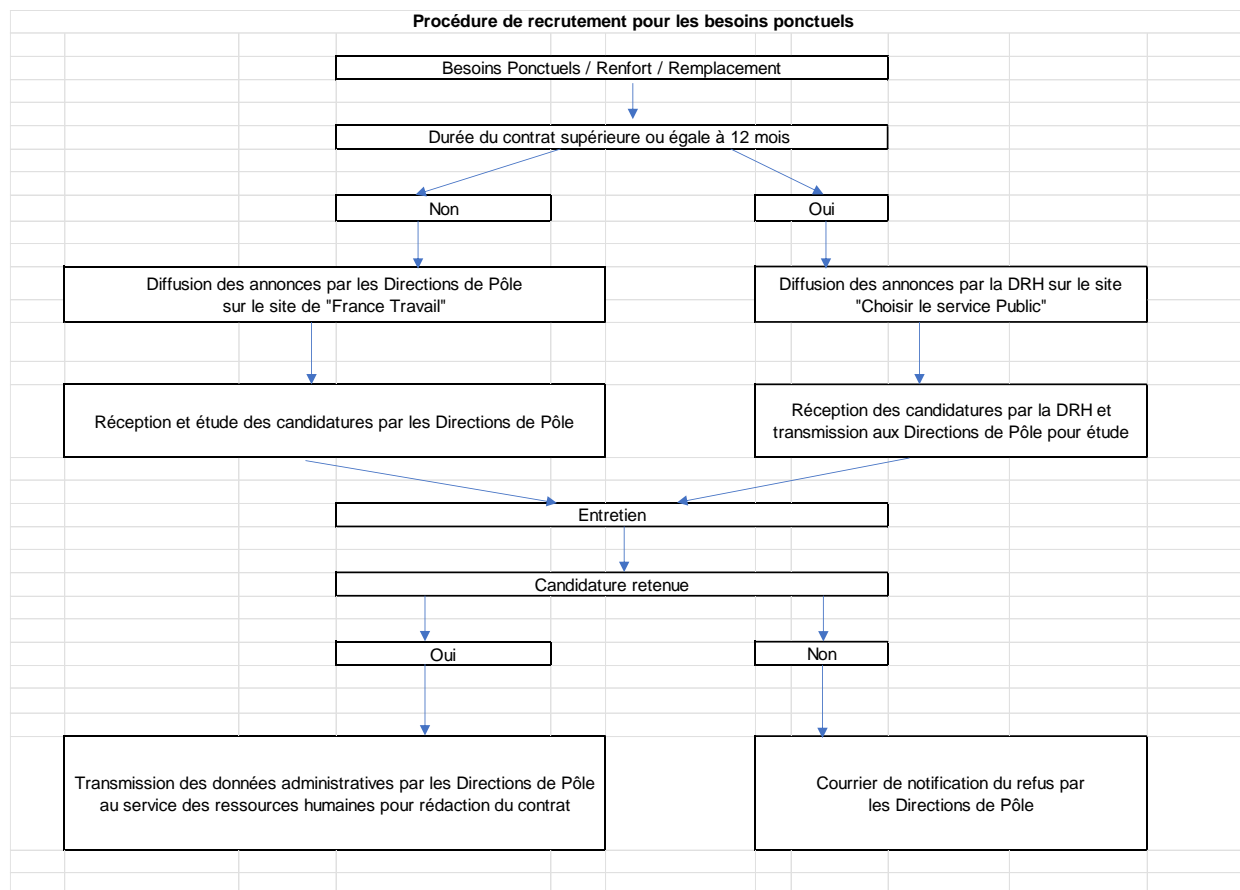 Procédure de recrutement pour les besoins ponctuels
Besoins Ponctuels / Renfort / Remplacement
Durée du contrat supérieure ou égale à 12 mois
Non
Oui
Diffusion des annonces par les Directions de Pôle
sur le site de "France Travail"
Diffusion des annonces par la DRH sur le site
"Choisir le service Public"
Réception et étude des candidatures par les Directions de Pôle
Réception des candidatures par la DRH et
transmission aux Directions de Pôle pour étude
Entretien
Candidature retenue
Oui
Non
Transmission des données administratives par les Directions de Pôle
au service des ressources humaines pour rédaction du contrat
Courrier de notification du refus par
les Directions de Pôle